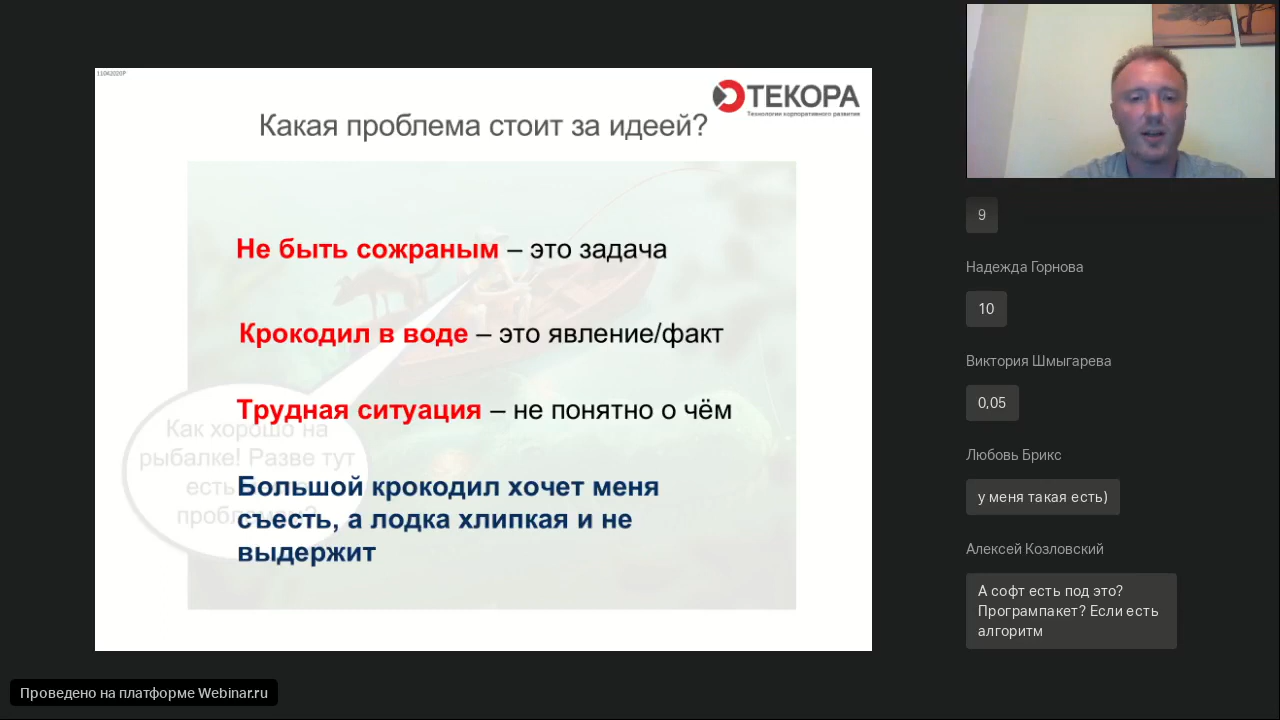 11042020Р
ТЕКОРА
Технологии корпоративного развития
Какая проблема стоит за идеей?
Не быть сожраным – это задача
Крокодил в воде – это явление/факт
Трудная ситуация – не понятно о чём
Большой крокодил хочет меня
съесть, а лодка хлипкая и не
выдержит
Как хорошо на
рыбалке! Разве тут
есть
9
Надежда Горнова
10
Виктория Шмыгарева
0,05
Любовь Брикс
у меня такая есть)
Алексей Козловский
А софт есть под это?
Програмпакет? Если есть
алгоритм
Проведено на платформе Webinar.ru